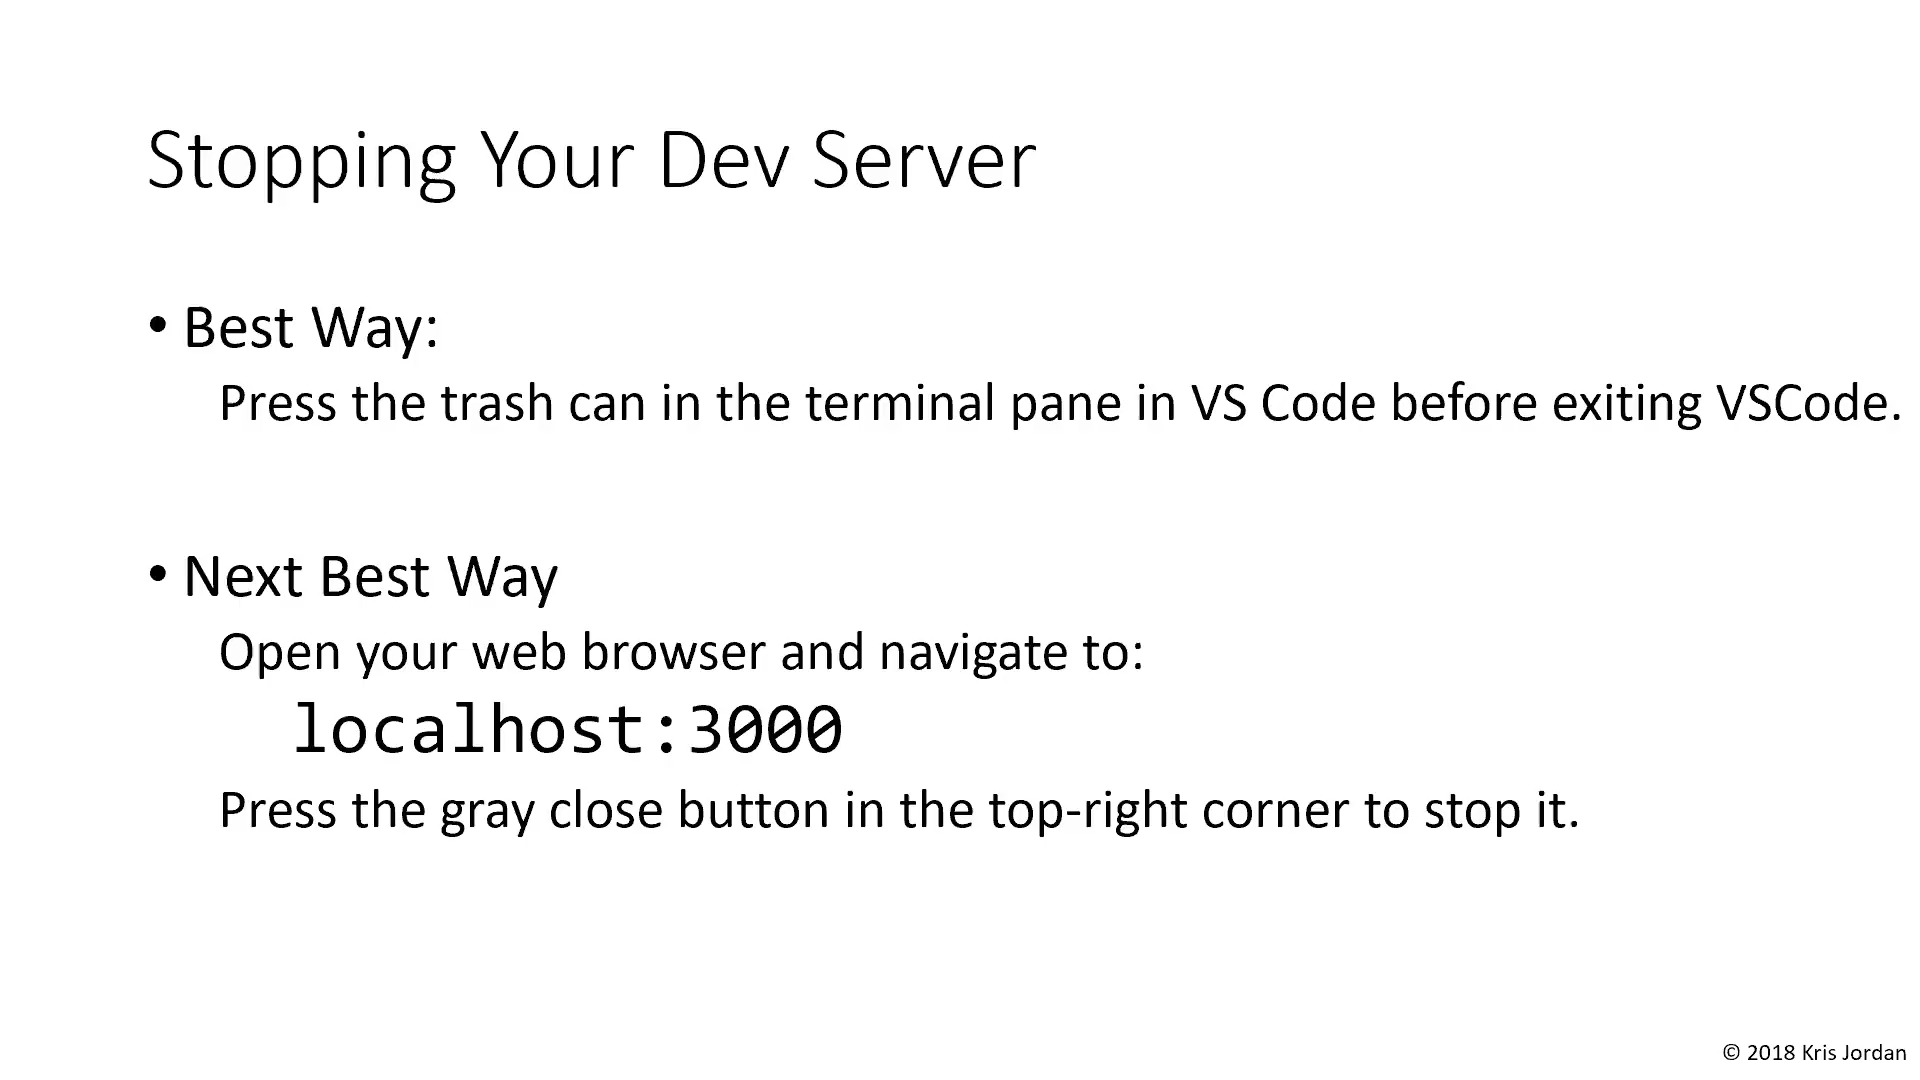 Stopping Your Dev Server
• Best Way:
Press the trash can in the terminal pane in VS Code before exiting VSCode.
• Next Best Way
Open your web browser and navigate to:
localhost:3000
Press the gray close button in the top-right corner to stop it.
© 2018 Kris Jordan